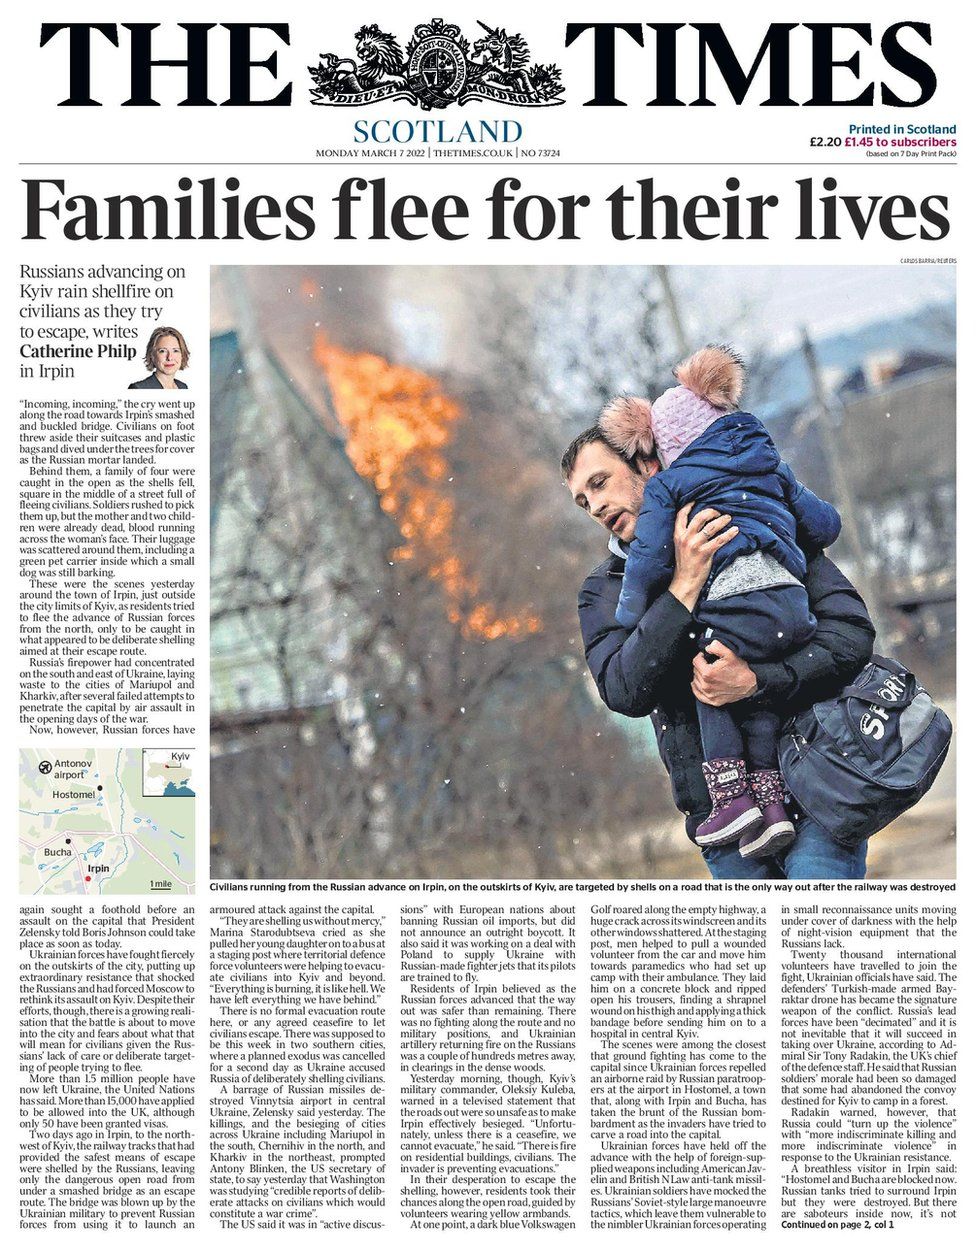 THE TIMES
DIEU·ET MON·DROIT
SCOTLAND
MONDAY MARCH 7 2022 | THETIMES.CO.UK | NO 73724
Printed in Scotland
£2.20 £1.45 to subscribers
(based on 7 Day Print Pack)
Families flee for their lives
CARLOS BARRIA/REUTERS
Russians advancing on
Kyiv rain shellfire on
civilians as they try
to escape, writes
Catherine Philp
in Irpin
“Incoming, incoming,” the cry went up
along the road towards Irpin’s smashed
and buckled bridge. Civilians on foot
threw aside their suitcases and plastic
bags and dived under the trees for cover
as the Russian mortar landed.
Behind them, a family of four were
caught in the open as the shells fell,
square in the middle of a street full of
fleeing civilians. Soldiers rushed to pick
them up, but the mother and two child-
ren were already dead, blood running
across the woman’s face. Their luggage
was scattered around them, including a
green pet carrier inside which a small
dog was still barking.
These were the scenes yesterday
around the town of Irpin, just outside
the city limits of Kyiv, as residents tried
to flee the advance of Russian forces
from the north, only to be caught in
what appeared to be deliberate shelling
aimed at their escape route.
Russia’s firepower had concentrated
on the south and east of Ukraine, laying
waste to the cities of Mariupol and
Kharkiv, after several failed attempts to
penetrate the capital by air assault in
the opening days of the war.
Now, however, Russian forces have
SPORT
Kyiv
Antonov
airport
Hostomel
Bucha
Irpin
1 mile
Civilians running from the Russian advance on Irpin, on the outskirts of Kyiv, are targeted by shells on a road that is the only way out after the railway was destroyed
again sought a foothold before an
assault on the capital that President
Zelensky told Boris Johnson could take
place as soon as today.
Ukrainian forces have fought fiercely
on the outskirts of the city, putting up
extraordinary resistance that shocked
the Russians and had forced Moscow to
rethink its assault on Kyiv. Despite their
efforts, though, there is a growing reali-
sation that the battle is about to move
into the city and fears about what that
will mean for civilians given the Rus-
sians’ lack of care or deliberate target-
ing of people trying to flee.
More than 1.5 million people have
now left Ukraine, the United Nations
has said. More than 15,000 have applied
to be allowed into the UK, although
only 50 have been granted visas.
Two days ago in Irpin, to the north-
west of Kyiv, the railway tracks that had
provided the safest means of escape
were shelled by the Russians, leaving
only the dangerous open road from
under a smashed bridge as an escape
route. The bridge was blown up by the
Ukrainian military to prevent Russian
forces from using it to launch an
armoured attack against the capital.
“They are shelling us without mercy,”
Marina Starodubtseva cried as she
pulled her young daughter on to a bus at
a staging post where territorial defence
force volunteers were helping to evacu-
ate civilians into Kyiv and beyond.
“Everything is burning, it is like hell. We
have left everything we have behind.”
There is no formal evacuation route
here, or any agreed ceasefire to let
civilians escape. There was supposed to
be this week in two southern cities,
where a planned exodus was cancelled
for a second day as Ukraine accused
Russia of deliberately shelling civilians.
A barrage of Russian missiles de-
stroyed Vinnytsia airport in central
Ukraine, Zelensky said yesterday. The
killings, and the besieging of cities
across Ukraine including Mariupol in
the south, Chernihiv in the north, and
Kharkiv in the northeast, prompted
Antony Blinken, the US secretary of
state, to say yesterday that Washington
was studying “credible reports of delib-
erate attacks on civilians which would
constitute a war crime”.
The US said it was in “active discus-
sions” with European nations about
banning Russian oil imports, but did
not announce an outright boycott. It
also said it was working on a deal with
Poland to supply Ukraine with
Russian-made fighter jets that its pilots
are trained to fly.
Residents of Irpin believed as the
Russian forces advanced that the way
out was safer than remaining. There
was no fighting along the route and no
military positions, and Ukrainian
artillery returning fire on the Russians
was a couple of hundreds metres away,
in clearings in the dense woods.
Yesterday morning, though, Kyiv’s
military commander, Oleksiy Kuleba,
warned in a televised statement that
the roads out were so unsafe as to make
Irpin effectively besieged. “Unfortu-
nately, unless there is a ceasefire, we
cannot evacuate,” he said. “There is fire
on residential buildings, civilians. The
invader is preventing evacuations.”
In their desperation to escape the
shelling, however, residents took their
chances along the open road, guided by
volunteers wearing yellow armbands.
At one point, a dark blue Volkswagen
Golf roared along the empty highway, a
huge crack across its windscreen and its
other windows shattered. At the staging
post, men helped to pull a wounded
volunteer from the car and move him
towards paramedics who had set up
camp with their ambulance. They laid
him on a concrete block and ripped
open his trousers, finding a shrapnel
wound on his thigh and applying a thick
bandage before sending him on to a
hospital in central Kyiv.
The scenes were among the closest
that ground fighting has come to the
capital since Ukrainian forces repelled
an airborne raid by Russian paratroop-
ers at the airport in Hostomel, a town
that, along with Irpin and Bucha, has
taken the brunt of the Russian bom-
bardment as the invaders have tried to
carve a road into the capital.
Ukrainian forces have held off the
advance with the help of foreign-sup-
plied weapons including American Jav-
elin and British NLaw anti-tank missi-
les. Ukrainian soldiers have mocked the
Russians’ Soviet-style large manoeuvre
tactics, which leave them vulnerable to
the nimbler Ukrainian forces operating
in small reconnaissance units moving
under cover of darkness with the help
of night-vision equipment that the
Russians lack.
Twenty thousand international
volunteers have travelled to join the
fight, Ukrainian officials have said. The
defenders’ Turkish-made armed Bay-
raktar drone has become the signature
weapon of the conflict. Russia’s lead
forces have been “decimated” and it is
not inevitable that it will succeed in
taking over Ukraine, according to Ad-
miral Sir Tony Radakin, the UK’s chief
of the defence staff. He said that Russian
soldiers’ morale had been so damaged
that some had abandoned the convoy
destined for Kyiv to camp in a forest.
Radakin warned, however, that
Russia could “turn up the violence”
with “more indiscriminate killing and
more indiscriminate violence” in
response to the Ukrainian resistance.
A breathless visitor in Irpin said:
“Hostomel and Bucha are blocked now.
Russian tanks tried to surround Irpin
but they were destroyed. But there
are saboteurs inside now, it’s not
Continued on page 2, col 1